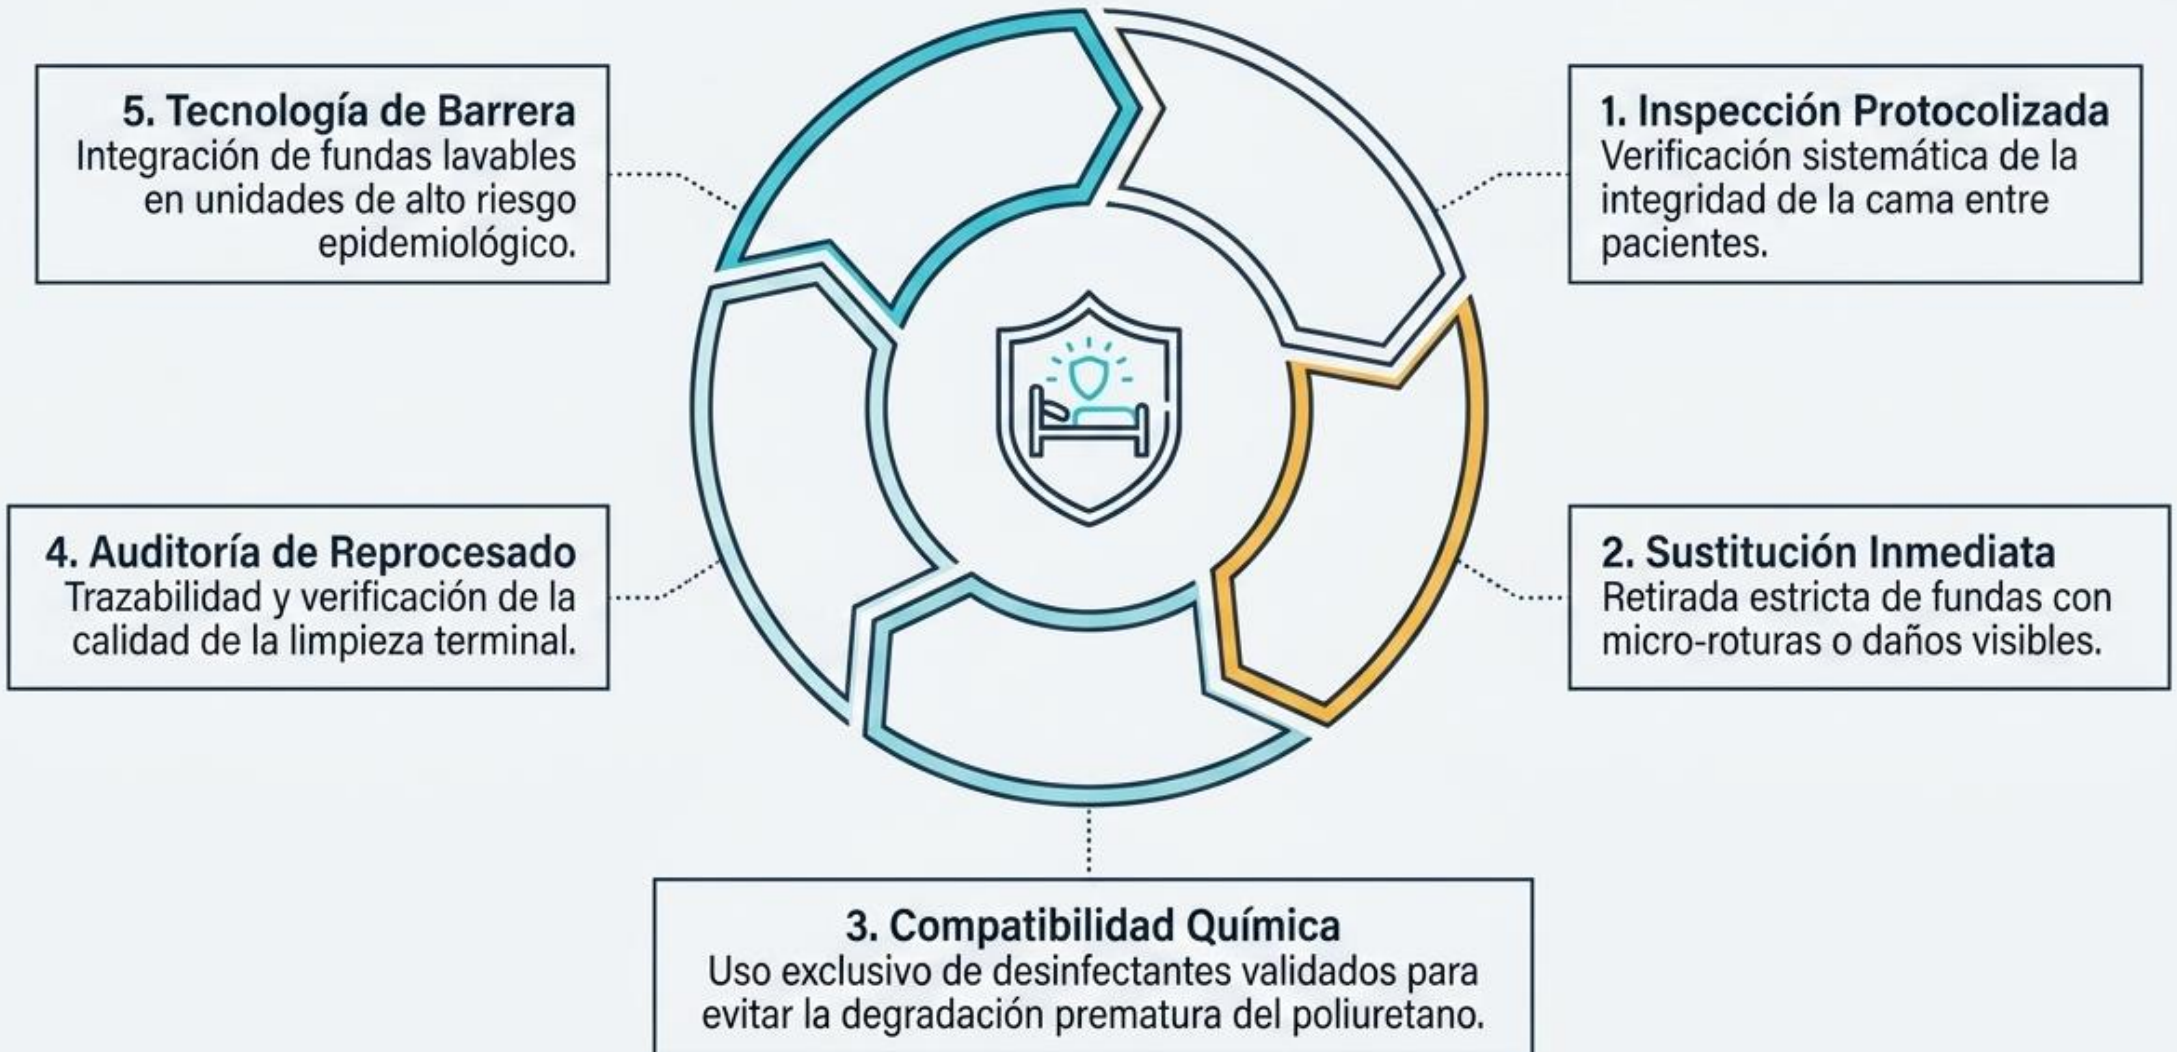 5. Tecnología de Barrera
Integración de fundas lavables
en unidades de alto riesgo
epidemiológico.
1. Inspección Protocolizada
Verificación sistemática de la
integridad de la cama entre
pacientes.
4. Auditoría de Reprocesado
Trazabilidad y verificación de la
calidad de la limpieza terminal.
2. Sustitución Inmediata
Retirada estricta de fundas con
micro-roturas o daños visibles.
3. Compatibilidad Química
Uso exclusivo de desinfectantes validados para
evitar la degradación prematura del poliuretano.